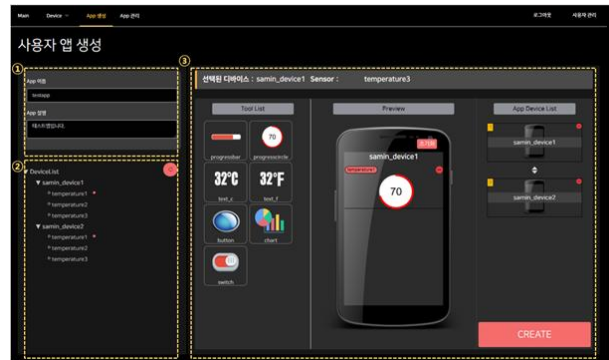 Main Device App 생성 App 관리 로그아웃 사용자 관리
사용자 앱 생성
①
App 이름
testapp
App 설명
테스트앱입니다.
②
▼ DeviceList
▼ samin_device1
temperature1
temperature2
temperature3
▼ samin_device2
temperature1
temperature2
temperature3
③
선택된 디바이스 : samin_device1 Sensor : temperature3
Tool List
70
progressbar progresscircle
32°C 32°F
text_c text_f
button chart
switch
Preview
samin_device1
temperature1
70
App Device List
samin_device1
samin_device2
CREATE